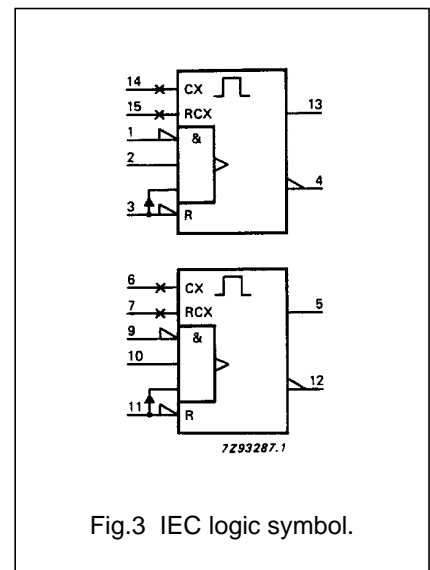 14 CX
15 RCX 13
1 &
2
4
3 R
6 CX
7 RCX 5
9 &
10
12
11 R
7Z93287.1
Fig.3 IEC logic symbol.